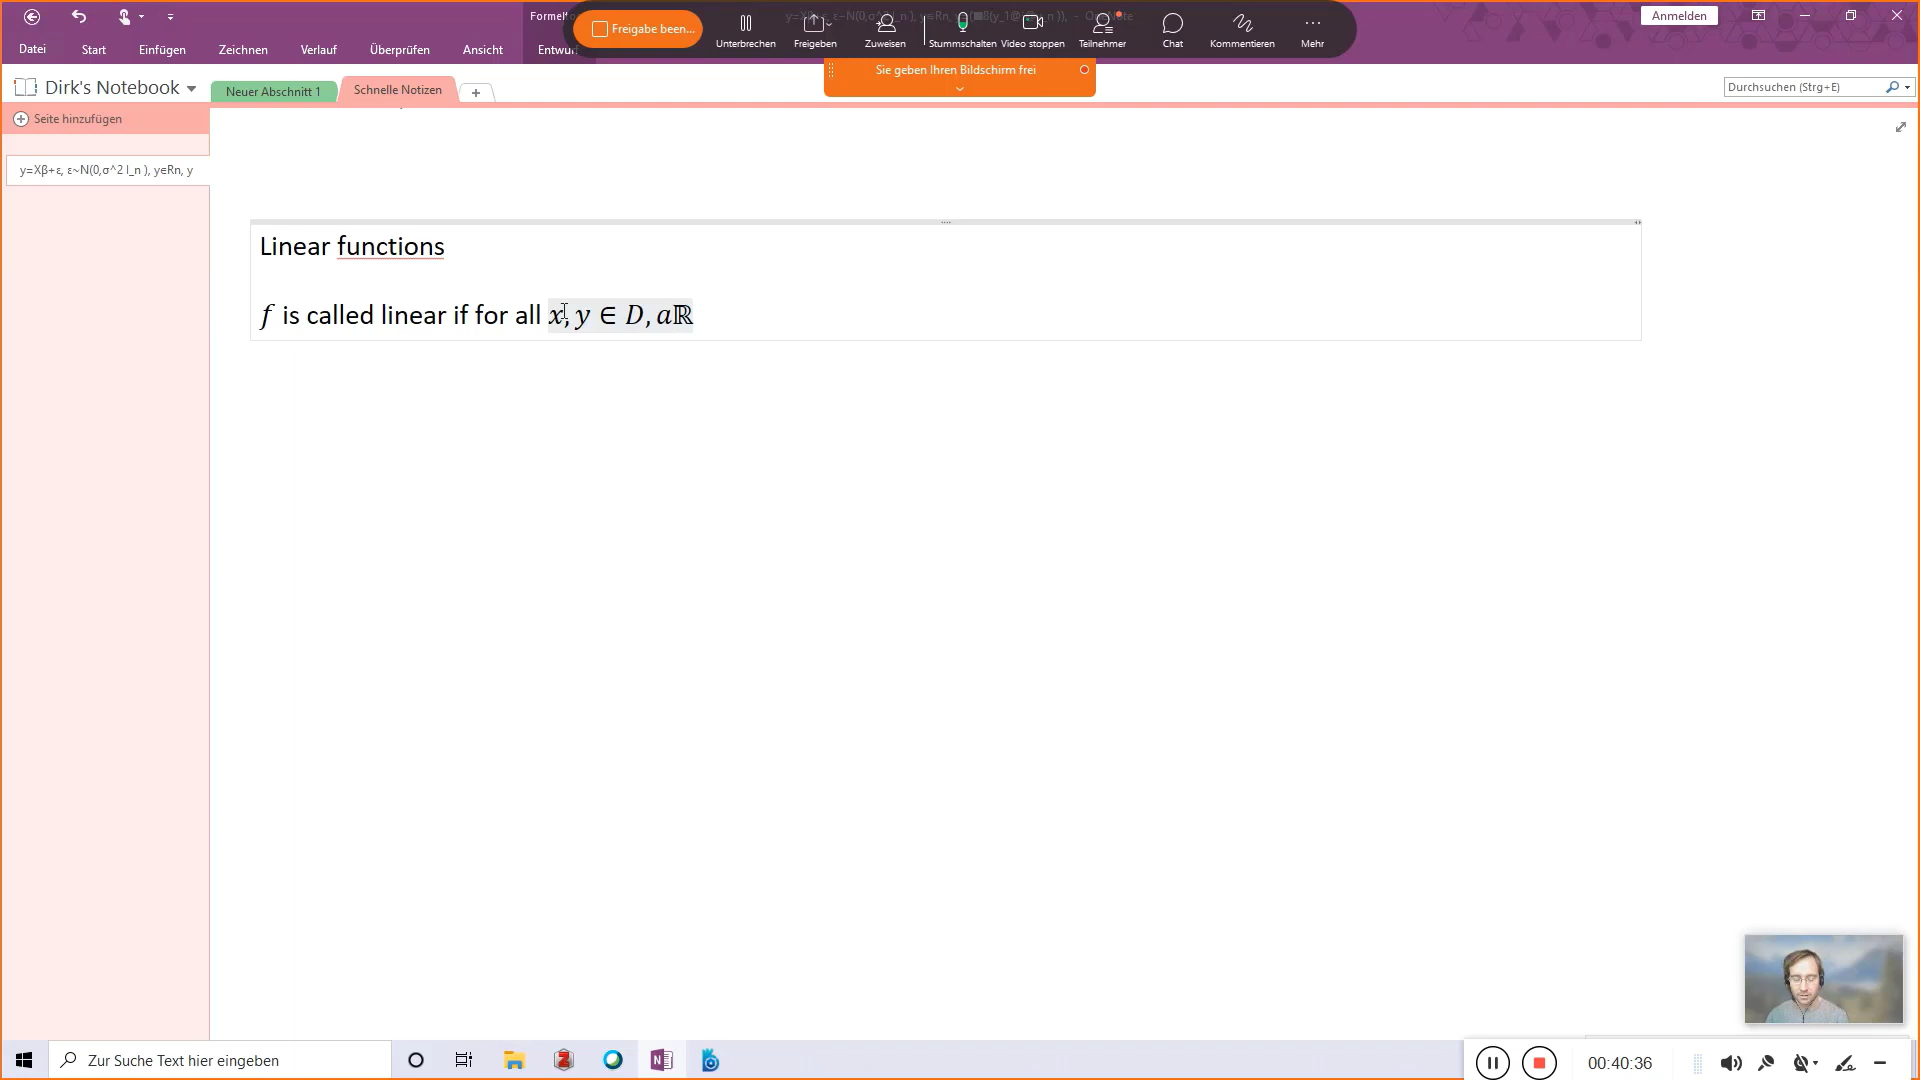 Formel
Anmelden
Freigabe been...
Unterbrechen
Freigeben
Zuweisen
Stummschalten
Video stoppen
Teilnehmer
Chat
Kommentieren
Mehr
Datei
Start
Einfügen
Zeichnen
Verlauf
Überprüfen
Ansicht
Entwurf
Sie geben Ihren Bildschirm frei
Dirk's Notebook
Neuer Abschnitt 1
Schnelle Notizen
Durchsuchen (Strg+E)
Seite hinzufügen
y=Xβ+ε, ε~N(0,σ^2 I_n ), y∈Rn, y
Linear functions
f is called linear if for all x, y ∈ D, aℝ
Zur Suche Text hier eingeben
00:40:36